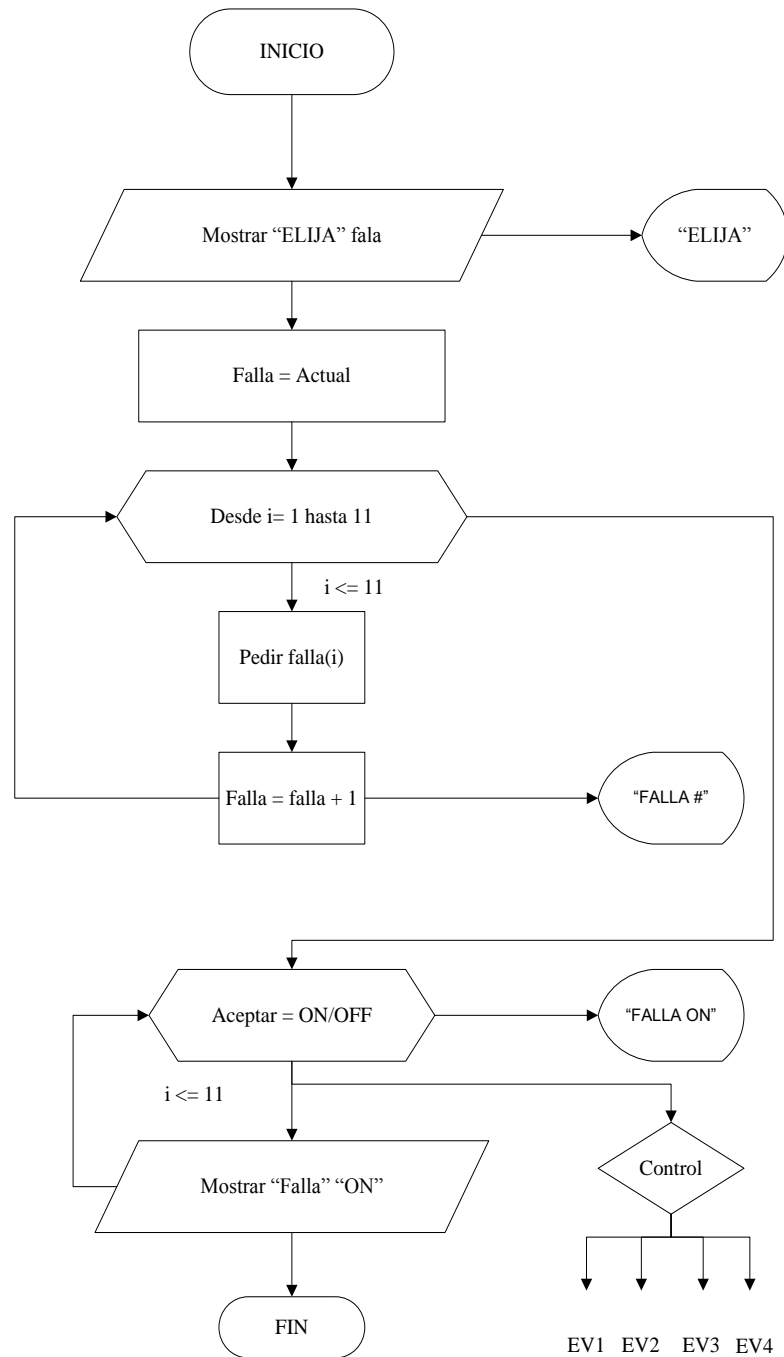 INICIO
Mostrar “ELIJA” fala
“ELIJA”
Falla = Actual
Desde i= 1 hasta 11
i <= 11
Pedir falla(i)
Falla = falla + 1
“FALLA #”
Aceptar = ON/OFF
“FALLA ON”
i <= 11
Control
Mostrar “Falla” “ON”
FIN
EV1 EV2 EV3 EV4